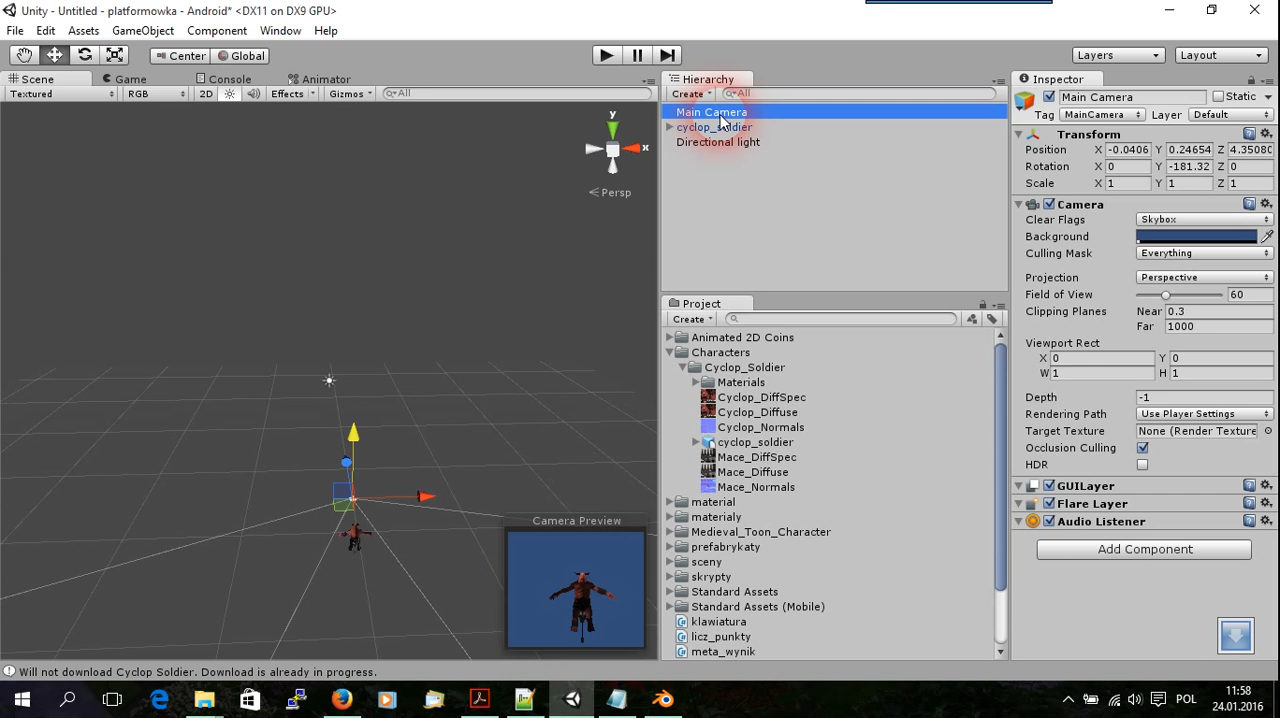 Unity - Untitled - platformowka - Android* <DX11 on DX9 GPU>
File Edit Assets GameObject Component Window Help
Center Global Layers Layout
Scene Game Console Animator
Textured RGB 2D Effects Gizmos All
y
x
Persp
Camera Preview
Hierarchy
Create All
Main Camera
cyclop_soldier
Directional light
Project
Create
Animated 2D Coins
Characters
Cyclop_Soldier
Materials
Cyclop_DiffSpec
Cyclop_Diffuse
Cyclop_Normals
cyclop_soldier
Mace_DiffSpec
Mace_Diffuse
Mace_Normals
material
materialy
Medieval_Toon_Character
prefabrykaty
sceny
skrypty
Standard Assets
Standard Assets (Mobile)
klawiatura
licz_punkty
meta_wynik
Inspector
Main Camera Static
Tag MainCamera Layer Default
Transform
Position X -0.0406 Y 0.24654 Z 4.35080
Rotation X 0 Y -181.32 Z 0
Scale X 1 Y 1 Z 1
Camera
Clear Flags Skybox
Background
Culling Mask Everything
Projection Perspective
Field of View 60
Clipping Planes Near 0.3
Far 1000
Viewport Rect
X 0 Y 0
W 1 H 1
Depth -1
Rendering Path Use Player Settings
Target Texture None (Render Texture
Occlusion Culling
HDR
GUILayer
Flare Layer
Audio Listener
Add Component
Will not download Cyclop Soldier. Download is already in progress.
POL
11:58
24.01.2016